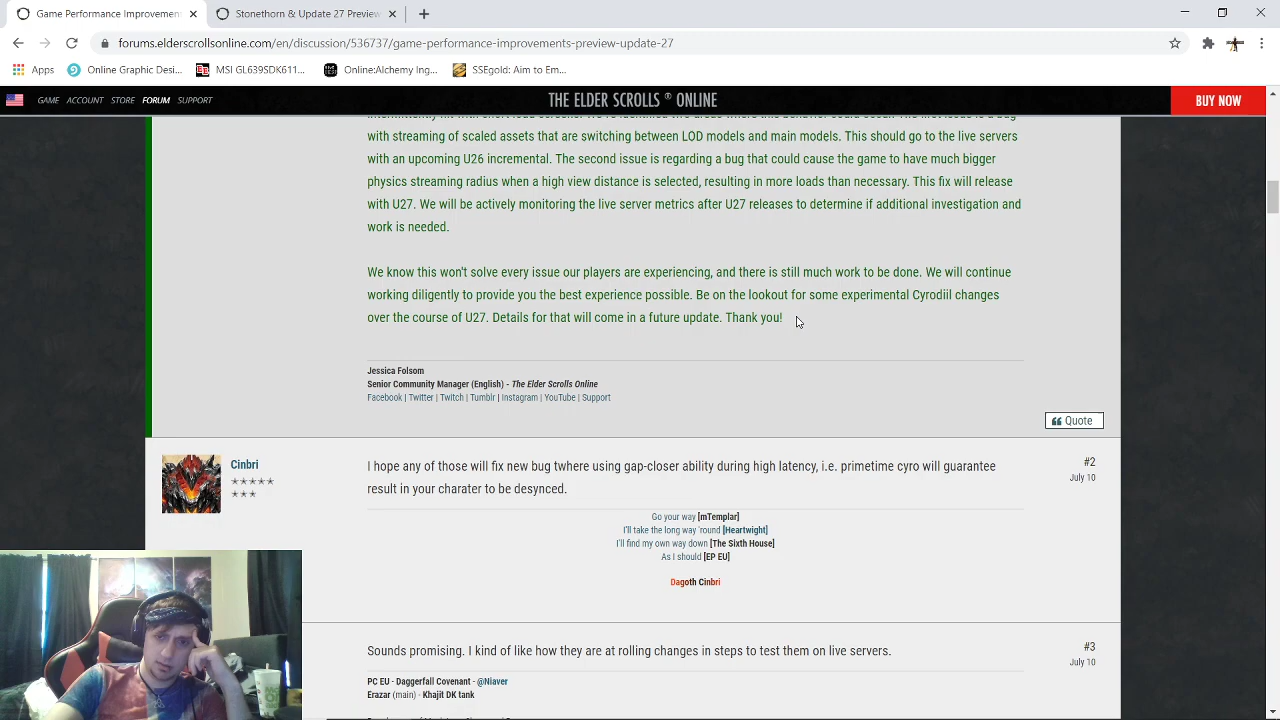 Game Performance Improvement
Stonethorn & Update 27 Preview
forums.elderscrollsonline.com/en/discussion/536737/game-performance-improvements-preview-update-27
Apps
Online Graphic Desi...
MSI GL639SDK611...
Online:Alchemy Ing...
SSEgold: Aim to Em...
GAME ACCOUNT STORE FORUM SUPPORT
THE ELDER SCROLLS ® ONLINE
BUY NOW
with streaming of scaled assets that are switching between LOD models and main models. This should go to the live servers
with an upcoming U26 incremental. The second issue is regarding a bug that could cause the game to have much bigger
physics streaming radius when a high view distance is selected, resulting in more loads than necessary. This fix will release
with U27. We will be actively monitoring the live server metrics after U27 releases to determine if additional investigation and
work is needed.
We know this won't solve every issue our players are experiencing, and there is still much work to be done. We will continue
working diligently to provide you the best experience possible. Be on the lookout for some experimental Cyrodiil changes
over the course of U27. Details for that will come in a future update. Thank you!
Jessica Folsom
Senior Community Manager (English) - The Elder Scrolls Online
Facebook | Twitter | Twitch | Tumblr | Instagram | YouTube | Support
Quote
Cinbri
I hope any of those will fix new bug twhere using gap-closer ability during high latency, i.e. primetime cyro will guarantee
result in your charater to be desynced.
#2
July 10
Go your way [mTemplar]
I'll take the long way 'round [Heartwight]
I'll find my own way down [The Sixth House]
As I should [EP EU]
Dagoth Cinbri
Sounds promising. I kind of like how they are at rolling changes in steps to test them on live servers.
#3
July 10
PC EU - Daggerfall Covenant - @Niaver
Erazar (main) - Khajit DK tank